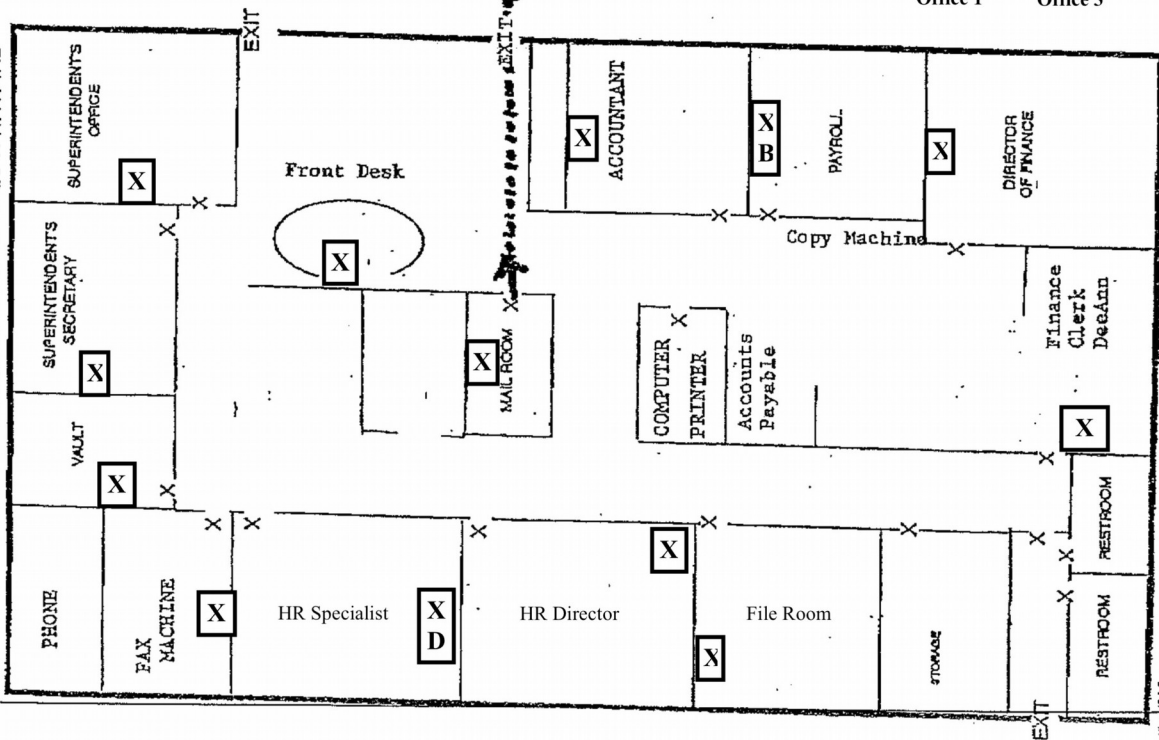 Office 1 Office 3
EXIT
EXIT
SUPERINTENDENTS
OFFICE
X
X
Front Desk
X
ACCOUNTANT
X
X
X
B
PAYROLL
X
X
DIRECTOR
OF FINANCE
X
Copy Machine
X
SUPERINTENDENTS
SECRETARY
X
X
MAIL ROOM
X
X
COMPUTER
PRINTER
X
Accounts
Payable
Finance
Clerk
DeeAnn
X
VAULT
X
X
PHONE
FAX
MACHINE
X
X
HR Specialist
X
X
D
HR Director
X
X
File Room
X
X
STORAGE
X
X
X
RESTROOM
X
RESTROOM
X
EXIT